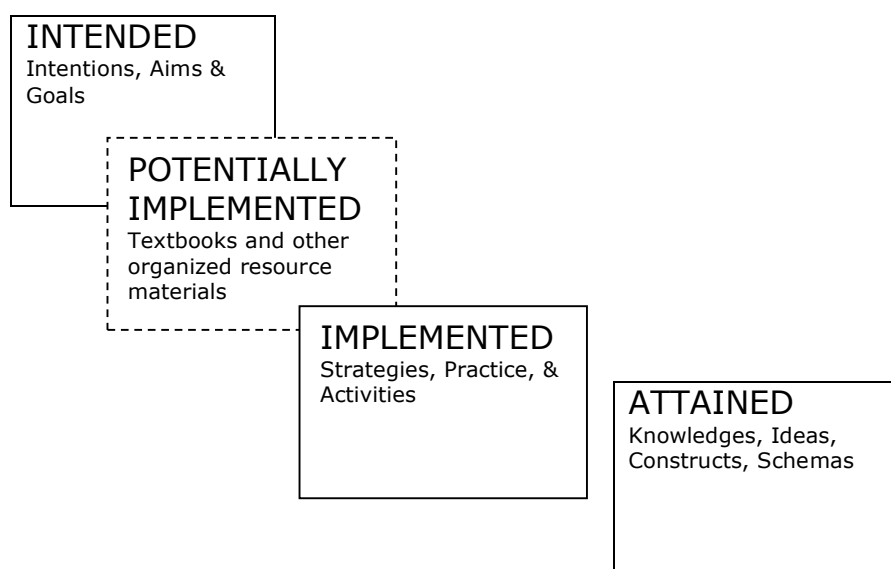 INTENDED
Intentions, Aims &
Goals
POTENTIALLY
IMPLEMENTED
Textbooks and other
organized resource
materials
IMPLEMENTED
Strategies, Practice, &
Activities
ATTAINED
Knowledges, Ideas,
Constructs, Schemas